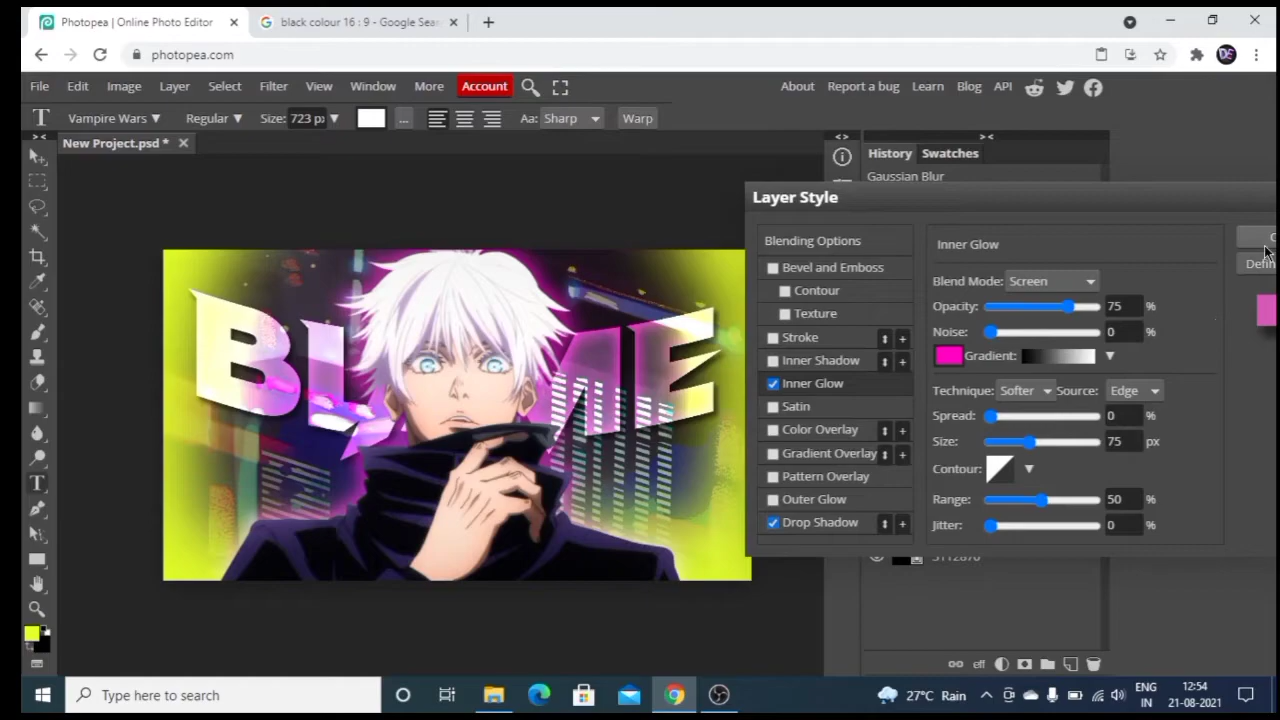 Photopea | Online Photo Editor
black colour 16 : 9 - Google Sear
photopea.com
File Edit Image Layer Select Filter View Window More Account
About Report a bug Learn Blog API
Vampire Wars Regular Size: 723 px ... Aa: Sharp Warp
New Project.psd *
History Swatches
Gaussian Blur
Layer Style
Blending Options
Bevel and Emboss
Contour
Texture
Stroke
Inner Shadow
Inner Glow
Satin
Color Overlay
Gradient Overlay
Pattern Overlay
Outer Glow
Drop Shadow
Inner Glow
Blend Mode: Screen
Opacity: 75 %
Noise: 0 %
Gradient:
Technique: Softer Source: Edge
Spread: 0 %
Size: 75 px
Contour:
Range: 50 %
Jitter: 0 %
eff
Type here to search
27°C Rain
ENG
IN
12:54
21-08-2021